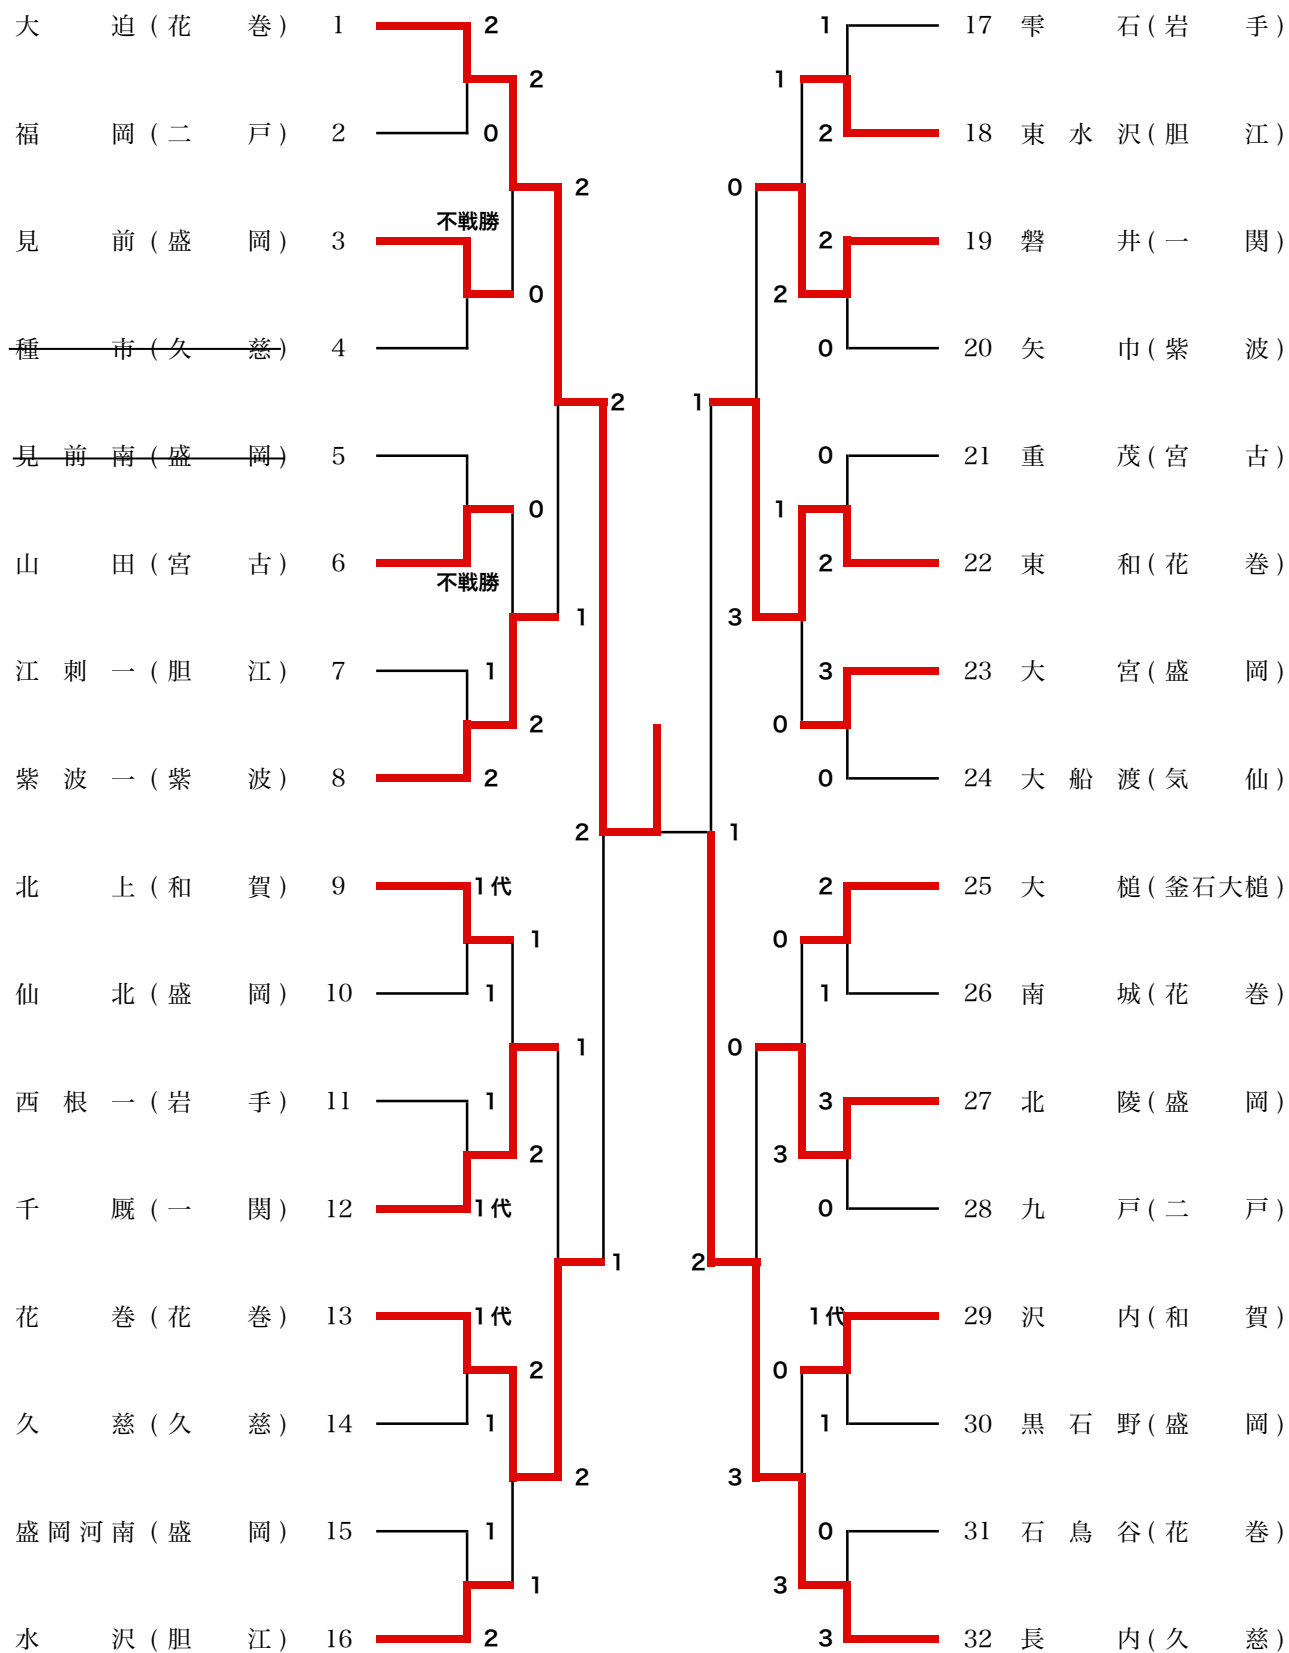 大迫(花巻) 1 2
1 17 雫石(岩手)
2
1
福岡(二戸) 2 0
2 18 東水沢(胆江)
2
0
不戦勝
見前(盛岡) 3
2 19 磐井(一関)
0
2
種市(久慈) 4
0 20 矢巾(紫波)
2
1
見前南(盛岡) 5
0 21 重茂(宮古)
0
1
山田(宮古) 6
不戦勝
2 22 東和(花巻)
1
3
江刺一(胆江) 7 1
3 23 大宮(盛岡)
2
0
紫波一(紫波) 8 2
0 24 大船渡(気仙)
2
1
北上(和賀) 9 1代
2 25 大槌(釜石大槌)
1
0
仙北(盛岡) 10 1
1 26 南城(花巻)
1
0
西根一(岩手) 11 1
3 27 北陵(盛岡)
2
3
千厩(一関) 12 1代
0 28 九戸(二戸)
1
2
花巻(花巻) 13 1代
1代 29 沢内(和賀)
2
0
久慈(久慈) 14 1
1 30 黒石野(盛岡)
2
3
盛岡河南(盛岡) 15 1
0 31 石鳥谷(花巻)
1
3
水沢(胆江) 16 2
3 32 長内(久慈)